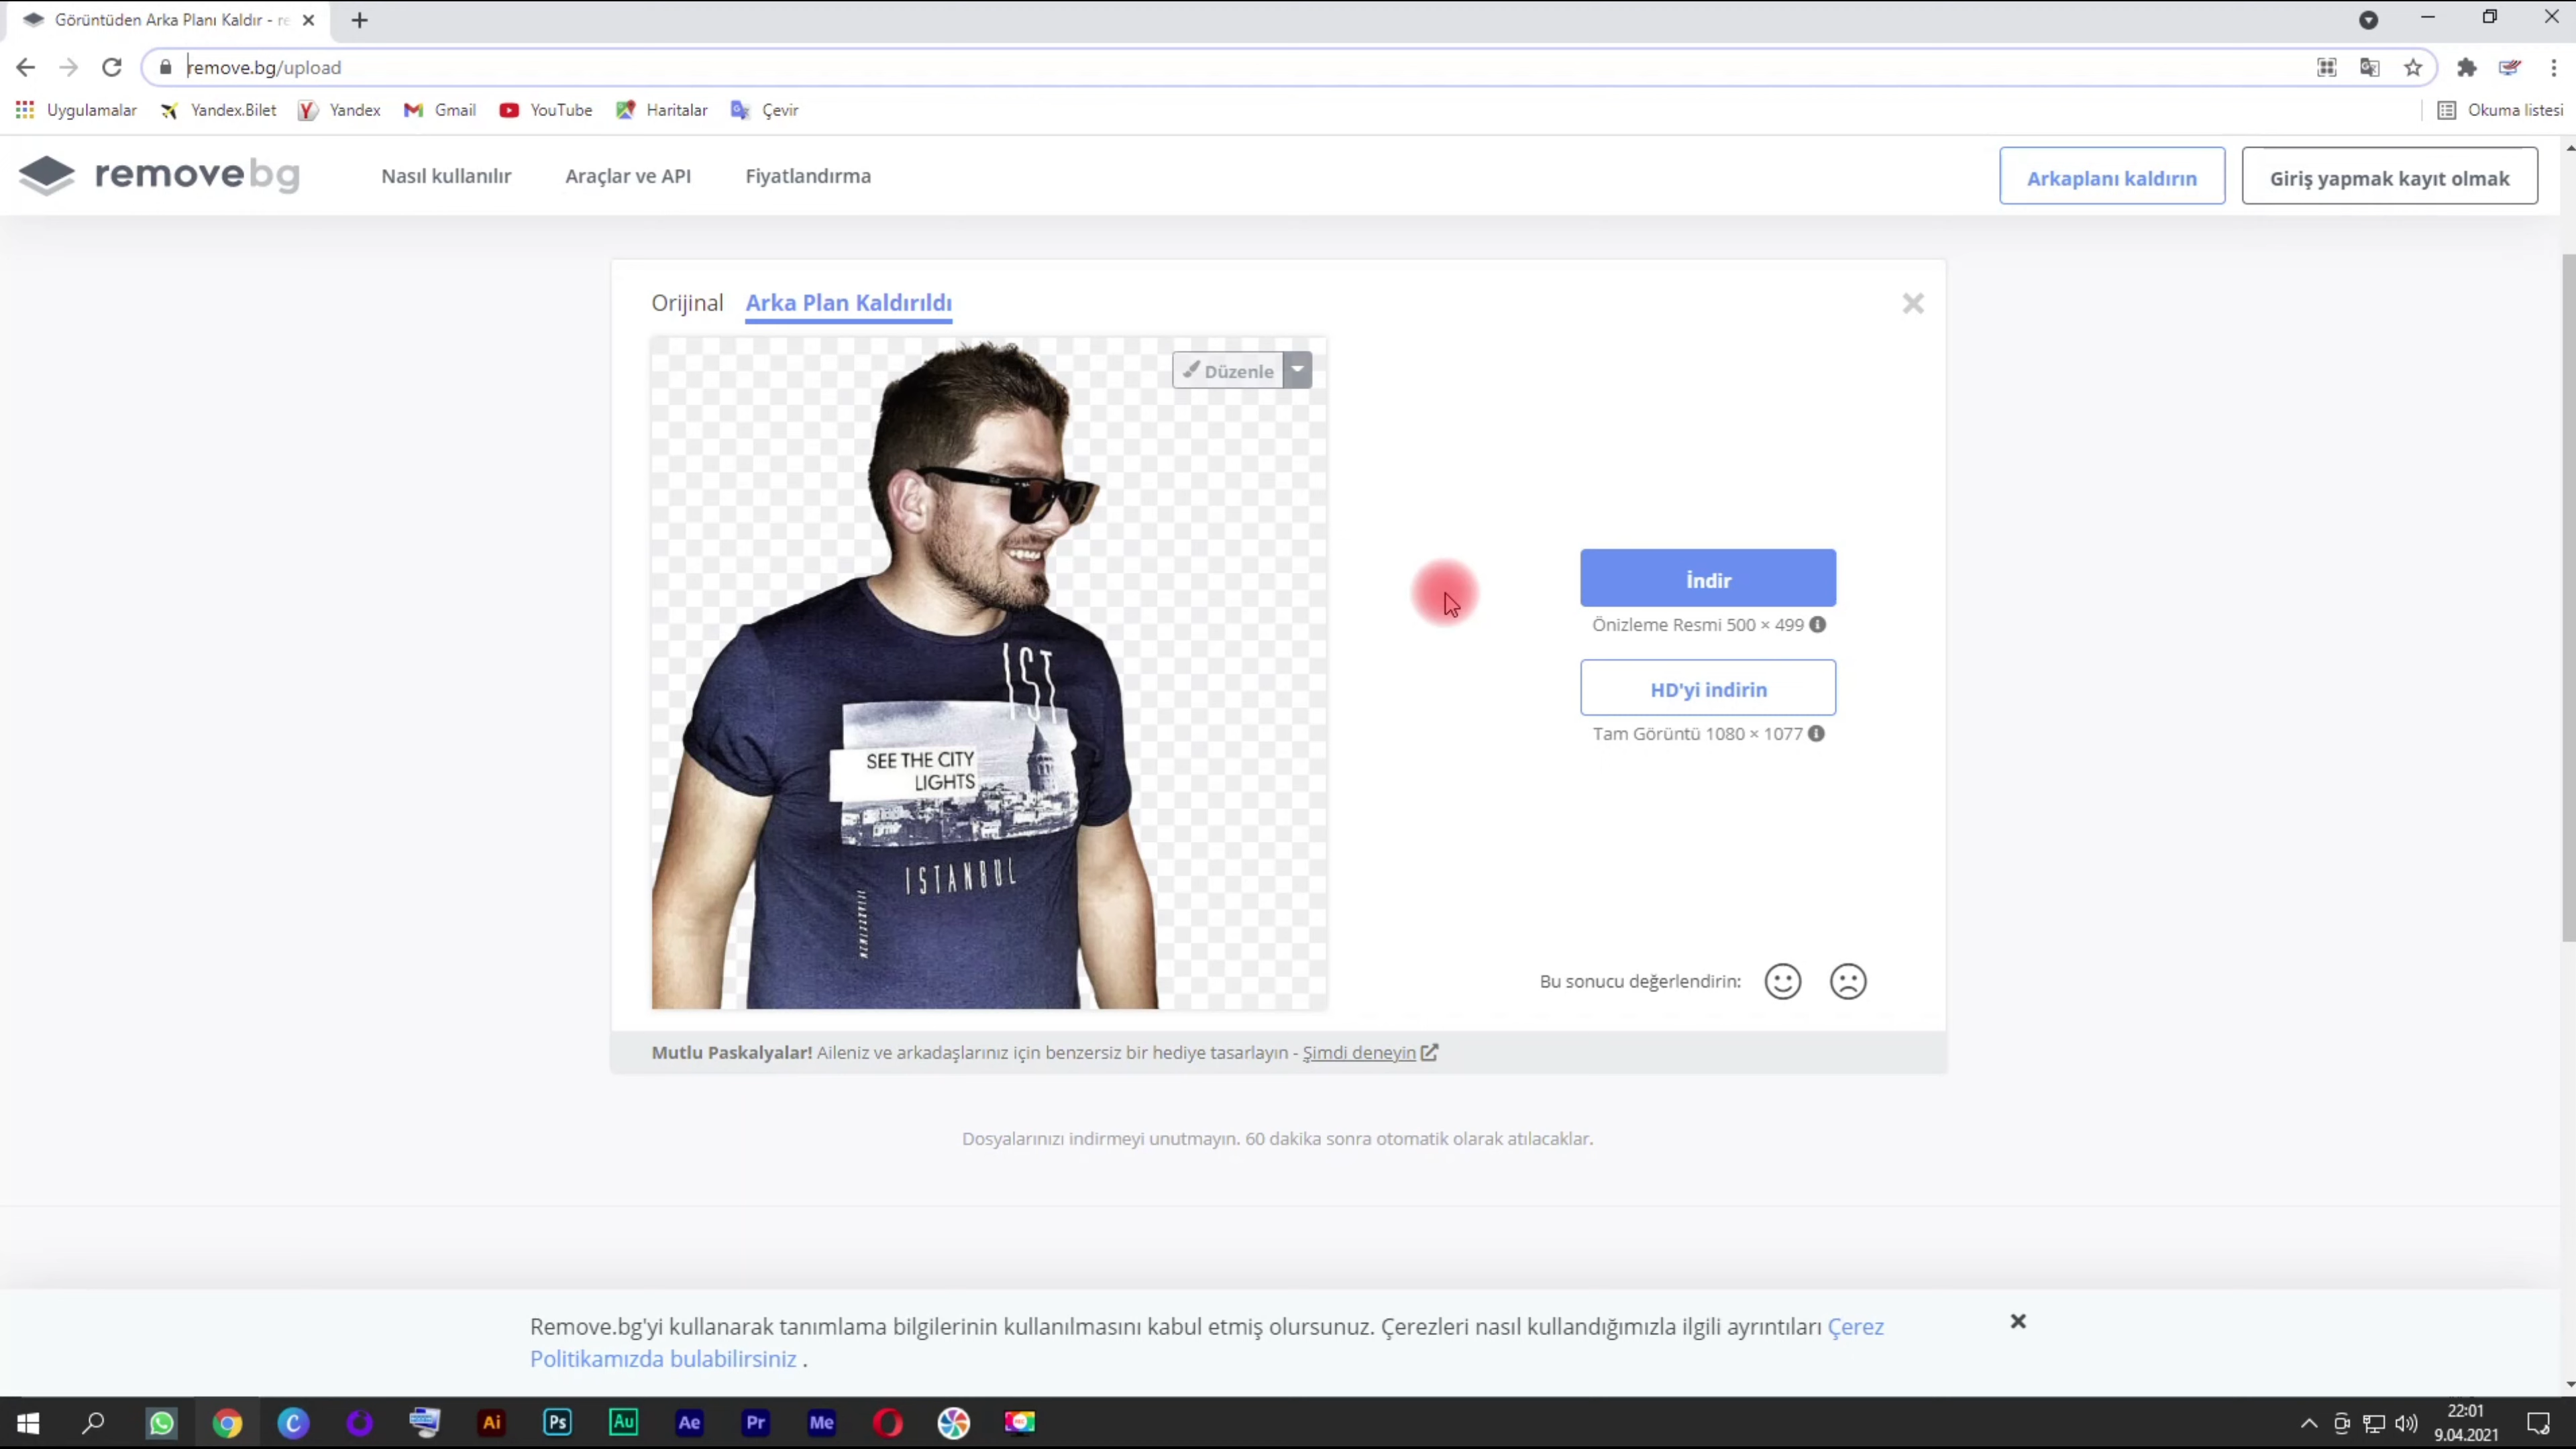 Görüntüden Arka Planı Kaldır - re
remove.bg/upload
Uygulamalar
Yandex.Bilet
Yandex
Gmail
YouTube
Haritalar
Çevir
Okuma listesi
removebg
Nasıl kullanılır
Araçlar ve API
Fiyatlandırma
Arkaplanı kaldırın
Giriş yapmak kayıt olmak
Orijinal
Arka Plan Kaldırıldı
Düzenle
IST
SEE THE CITY
LIGHTS
ISTANBUL
İndir
Önizleme Resmi 500 × 499
HD'yi indirin
Tam Görüntü 1080 × 1077
Bu sonucu değerlendirin:
Mutlu Paskalyalar! Aileniz ve arkadaşlarınız için benzersiz bir hediye tasarlayın - Şimdi deneyin
Dosyalarınızı indirmeyi unutmayın. 60 dakika sonra otomatik olarak atılacaklar.
Remove.bg'yi kullanarak tanımlama bilgilerinin kullanılmasını kabul etmiş olursunuz. Çerezleri nasıl kullandığımızla ilgili ayrıntıları Çerez
Politikamızda bulabilirsiniz .
Ai
Ps
Au
Ae
Pr
Me
22:01
9.04.2021